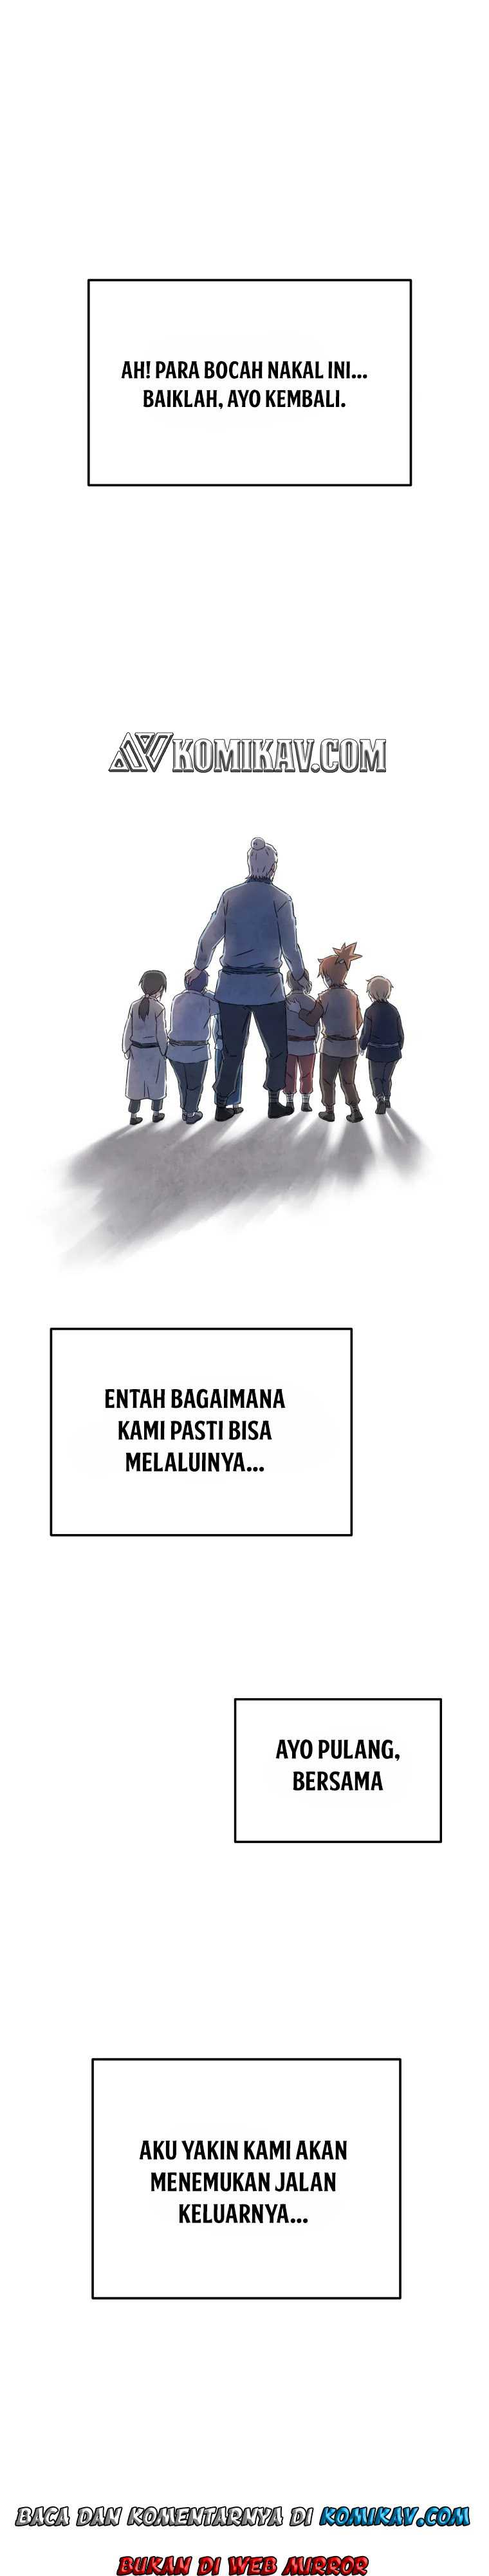 AH! PARA BOCAH NAKAL INI...
BAIKLAH, AYO KEMBALI.
KOMIKAV.COM
ENTAH BAGAIMANA
KAMI PASTI BISA
MELALUINYA...
AYO PULANG,
BERSAMA
AKU YAKIN KAMI AKAN
MENEMUKAN JALAN
KELUARNYA...
BACA DAN KOMENTARNYA DI KOMIKAV.COM
BUKAN DI WEB MIRROR